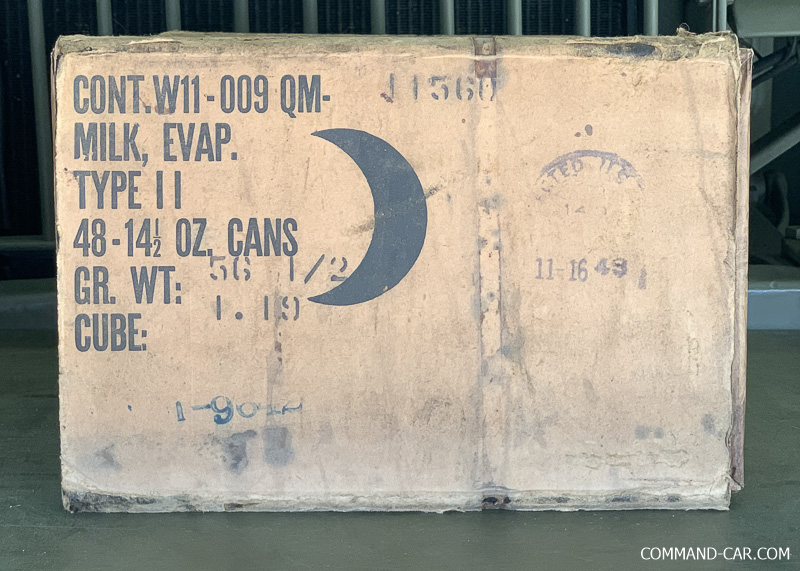 CONT. W11-009 QM- J1560
MILK, EVAP.
TYPE II
48-14½ OZ. CANS
GR. WT: 56 1/2
CUBE: 1.19
11-16 43
COMMAND-CAR.COM